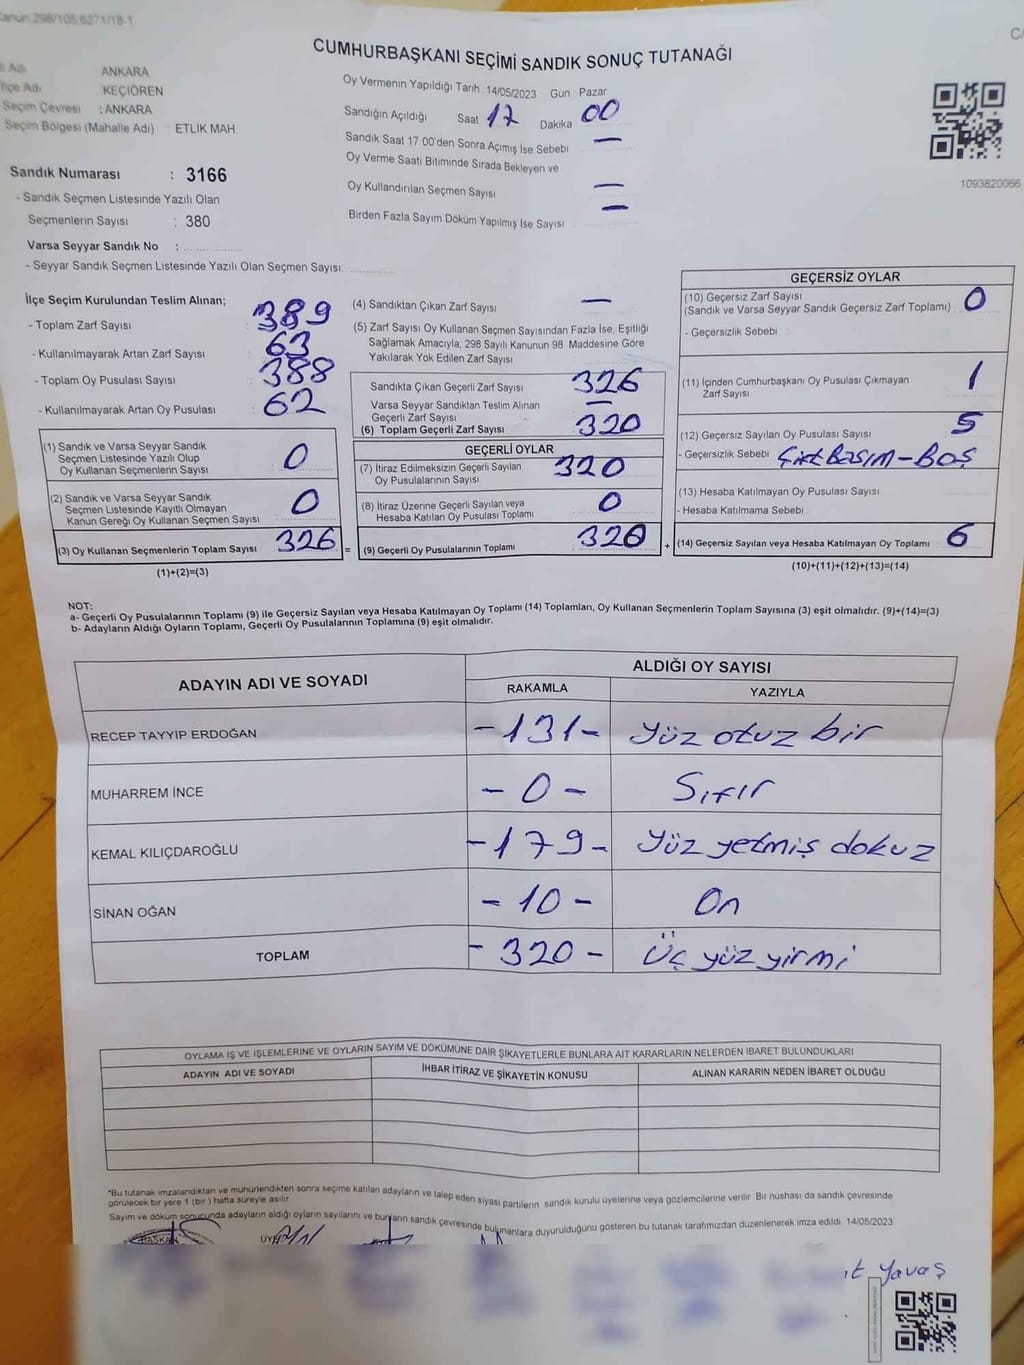 Kanun:298/105;6271/18-1
CUMHURBAŞKANI SEÇİMİ SANDIK SONUÇ TUTANAĞI
İl Adı ANKARA
İlçe Adı KEÇİÖREN
Seçim Çevresi : ANKARA
Seçim Bölgesi (Mahalle Adı) : ETLİK MAH.
Oy Vermenin Yapıldığı Tarih : 14/05/2023 Gün : Pazar
Sandığın Açıldığı Saat 17 Dakika 00
Sandık Saat 17:00'den Sonra Açımış İse Sebebi —
Oy Verme Saati Bitiminde Sırada Bekleyen ve
Oy Kullandırılan Seçmen Sayısı —
Birden Fazla Sayım Döküm Yapılmış İse Sayısı —
1093820066
Sandık Numarası : 3166
- Sandık Seçmen Listesinde Yazılı Olan
Seçmenlerin Sayısı : 380
Varsa Seyyar Sandık No :
- Seyyar Sandık Seçmen Listesinde Yazılı Olan Seçmen Sayısı:
İlçe Seçim Kurulundan Teslim Alınan;
- Toplam Zarf Sayısı 389
- Kullanılmayarak Artan Zarf Sayısı 63
- Toplam Oy Pusulası Sayısı 388
- Kullanılmayarak Artan Oy Pusulası 62
(1) Sandık ve Varsa Seyyar Sandık
Seçmen Listesinde Yazılı Olup
Oy Kullanan Seçmenlerin Sayısı 0
(2) Sandık ve Varsa Seyyar Sandık
Seçmen Listesinde Kayıtlı Olmayan
Kanun Gereği Oy Kullanan Seçmen Sayısı 0
(3) Oy Kullanan Seçmenlerin Toplam Sayısı 326
(1)+(2)=(3)
(4) Sandıktan Çıkan Zarf Sayısı —
(5) Zarf Sayısı Oy Kullanan Seçmen Sayısından Fazla İse, Eşitliği
Sağlamak Amacıyla, 298 Sayılı Kanunun 98. Maddesine Göre
Yakılarak Yok Edilen Zarf Sayısı
Sandıkta Çıkan Geçerli Zarf Sayısı 326
Varsa Seyyar Sandıktan Teslim Alınan
Geçerli Zarf Sayısı —
(6) Toplam Geçerli Zarf Sayısı 320
GEÇERLİ OYLAR
(7) İtiraz Edilmeksizin Geçerli Sayılan
Oy Pusulalarının Sayısı 320
(8) İtiraz Üzerine Geçerli Sayılan veya
Hesaba Katılan Oy Pusulası Toplamı 0
= (9) Geçerli Oy Pusulalarının Toplamı 320
GEÇERSİZ OYLAR
(10) Geçersiz Zarf Sayısı
(Sandık ve Varsa Seyyar Sandık Geçersiz Zarf Toplamı) 0
- Geçersizlik Sebebi :
(11) İçinden Cumhurbaşkanı Oy Pusulası Çıkmayan
Zarf Sayısı 1
(12) Geçersiz Sayılan Oy Pusulası Sayısı 5
- Geçersizlik Sebebi Çift Basım - Boş
(13) Hesaba Katılmayan Oy Pusulası Sayısı
- Hesaba Katılmama Sebebi :
+ (14) Geçersiz Sayılan veya Hesaba Katılmayan Oy Toplamı 6
(10)+(11)+(12)+(13)=(14)
NOT:
a- Geçerli Oy Pusulalarının Toplamı (9) ile Geçersiz Sayılan veya Hesaba Katılmayan Oy Toplamı (14) Toplamları, Oy Kullanan Seçmenlerin Toplam Sayısına (3) eşit olmalıdır. (9)+(14)=(3)
b- Adayların Aldığı Oyların Toplamı, Geçerli Oy Pusulalarının Toplamına (9) eşit olmalıdır.
ADAYIN ADI VE SOYADI ALDIĞI OY SAYISI
RAKAMLA YAZIYLA
RECEP TAYYİP ERDOĞAN -131- Yüz otuz bir
MUHARREM İNCE -0- Sıfır
KEMAL KILIÇDAROĞLU -179- Yüz yetmiş dokuz
SİNAN OĞAN -10- On
TOPLAM -320- Üç yüz yirmi
OYLAMA İŞ VE İŞLEMLERİNE VE OYLARIN SAYIM VE DÖKÜMÜNE DAİR ŞİKAYETLERLE BUNLARA AİT KARARLARIN NELERDEN İBARET BULUNDUKLARI
ADAYIN ADI VE SOYADI İHBAR İTİRAZ VE ŞİKAYETİN KONUSU ALINAN KARARIN NEDEN İBARET OLDUĞU
*Bu tutanak imzalandıktan ve mühürlendikten sonra seçime katılan adayların ve talep eden siyasi partilerin, sandık kurulu üyelerine veya gözlemcilerine verilir. Bir nüshası da sandık çevresinde
görülecek bir yere 1 (bir) hafta süreyle asılır.
Sayım ve döküm sonucunda adayların aldığı oyların sayılarını ve bunların sandık çevresinde bulunanlara duyurulduğunu gösteren bu tutanak tarafımızdan düzenlenerek imza edildi. 14/05/2023
BAŞKAN ÜYE
Yavaş